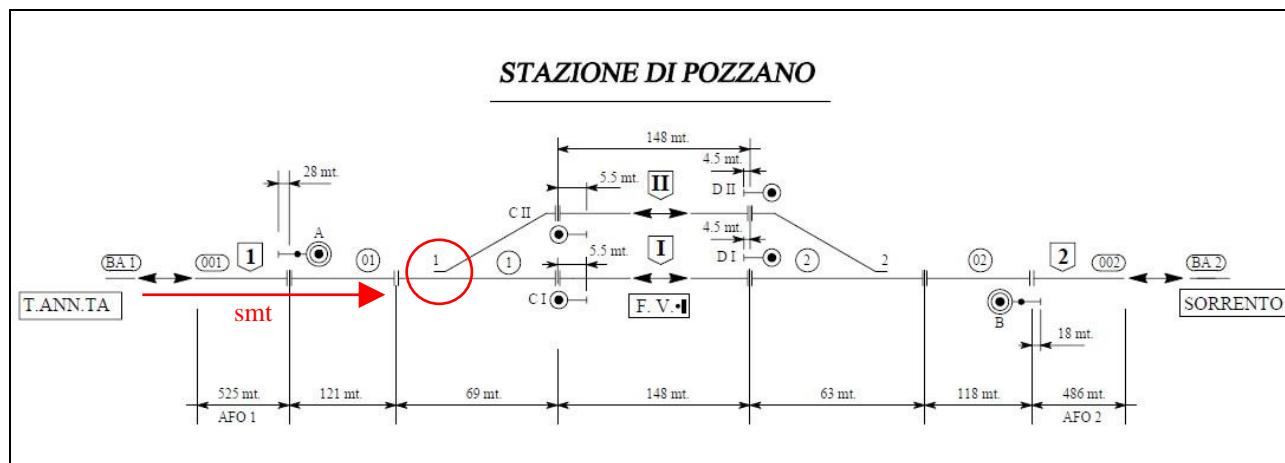 STAZIONE DI POZZANO
148 mt.
28 mt.
4.5 mt.
5.5 mt.
II
D II
A
C II
4.5 mt.
BA 1
001
1
01
1
1
5.5 mt.
I
D I
2
2
02
2
002
BA 2
T.ANN.TA
smt
C I
F. V.
B
SORRENTO
18 mt.
525 mt.
121 mt.
69 mt.
148 mt.
63 mt.
118 mt.
486 mt.
AFO 1
AFO 2